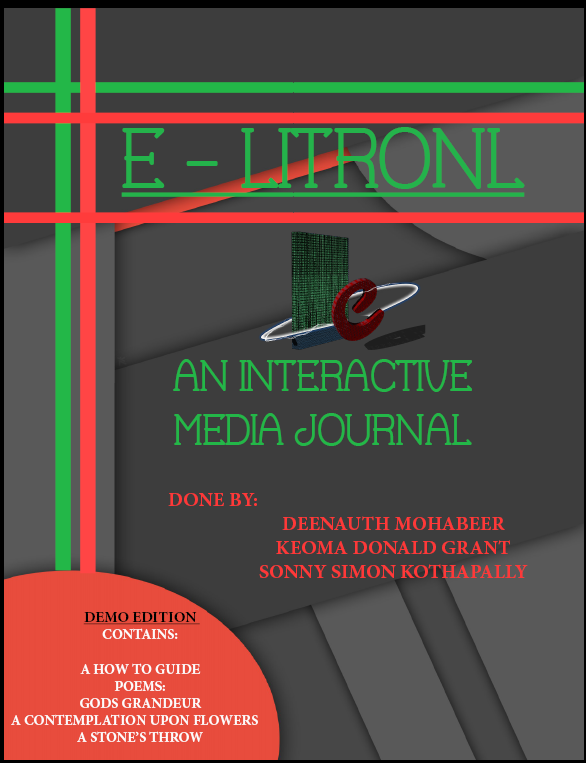 E – LITRONL
AN INTERACTIVE
MEDIA JOURNAL
DONE BY:
DEENAUTH MOHABEER
KEOMA DONALD GRANT
SONNY SIMON KOTHAPALLY
DEMO EDITION
CONTAINS:
A HOW TO GUIDE
POEMS:
GODS GRANDEUR
A CONTEMPLATION UPON FLOWERS
A STONE'S THROW